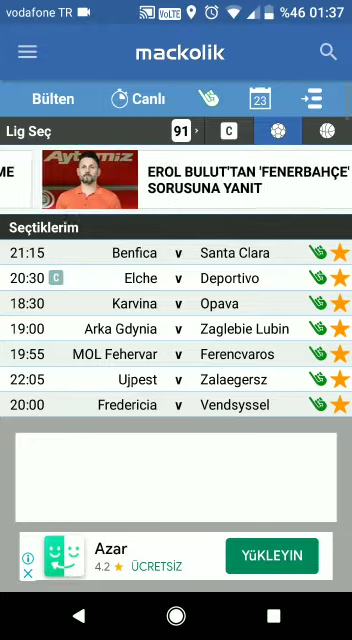 vodafone TR VoLTE %46 01:37
mackolik
Bülten Canlı 23
Lig Seç 91 C
ME
Aytemiz
EROL BULUT'TAN 'FENERBAHÇE'
SORUSUNA YANIT
Seçtiklerim
21:15 Benfica v Santa Clara
20:30 C Elche v Deportivo
18:30 Karvina v Opava
19:00 Arka Gdynia v Zaglebie Lubin
19:55 MOL Fehervar v Ferencvaros
22:05 Ujpest v Zalaegersz
20:00 Fredericia v Vendsyssel
Azar
4.2 ★ ÜCRETSİZ
YüKLEYIN